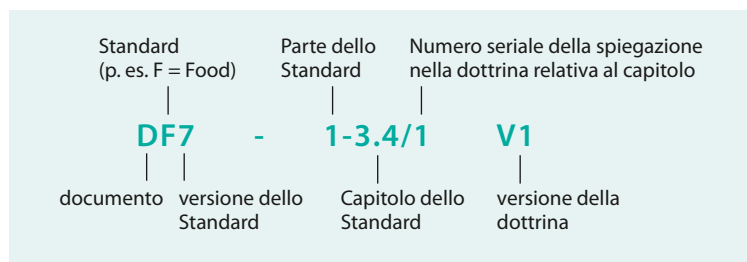 Standard
(p. es. F = Food)
Parte dello
Standard
Numero seriale della spiegazione
nella dottrina relativa al capitolo
DF7 - 1-3.4/1 V1
documento
versione dello
Standard
Capitolo dello
Standard
versione della
dottrina